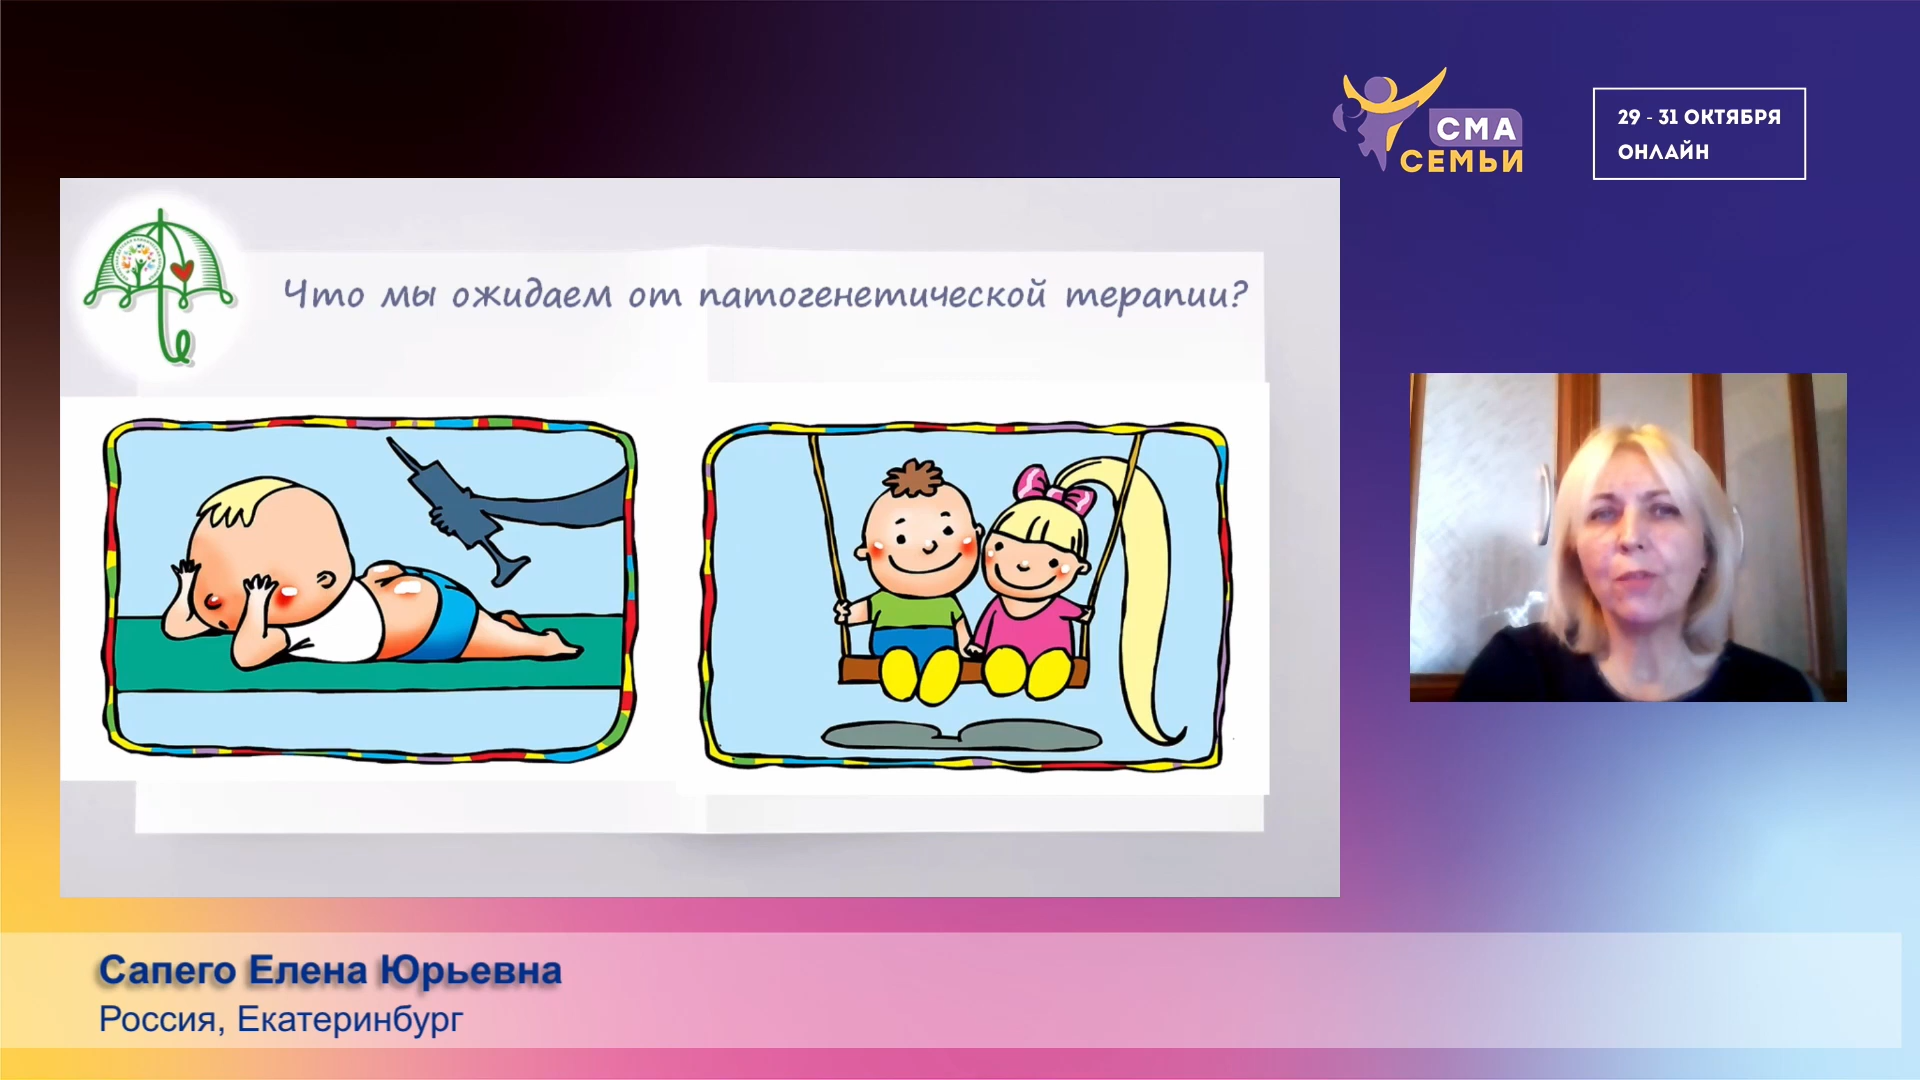 СМА
СЕМЬИ
29 - 31 ОКТЯБРЯ
ОНЛАЙН
Что мы ожидаем от патогенетической терапии?
Сапего Елена Юрьевна
Россия, Екатеринбург